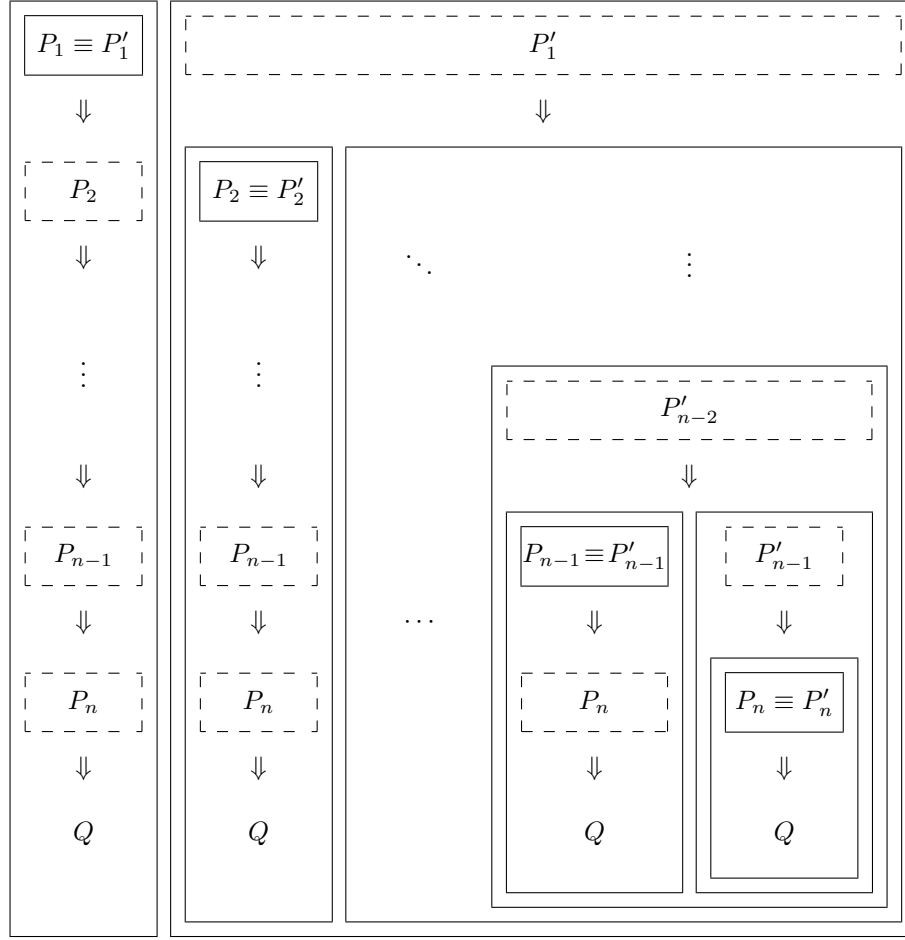 P₁ ≡ P′₁ P′₁
⇓ ⇓
P₂ P₂ ≡ P′₂
⇓ ⇓ ⋱ ⋮
⋮ ⋮
P′ₙ₋₂
⇓ ⇓ ⇓
Pₙ₋₁ Pₙ₋₁ Pₙ₋₁ ≡ P′ₙ₋₁ P′ₙ₋₁
⇓ ⇓ ⋯ ⇓ ⇓
Pₙ Pₙ Pₙ Pₙ ≡ P′ₙ
⇓ ⇓ ⇓ ⇓
Q Q Q Q